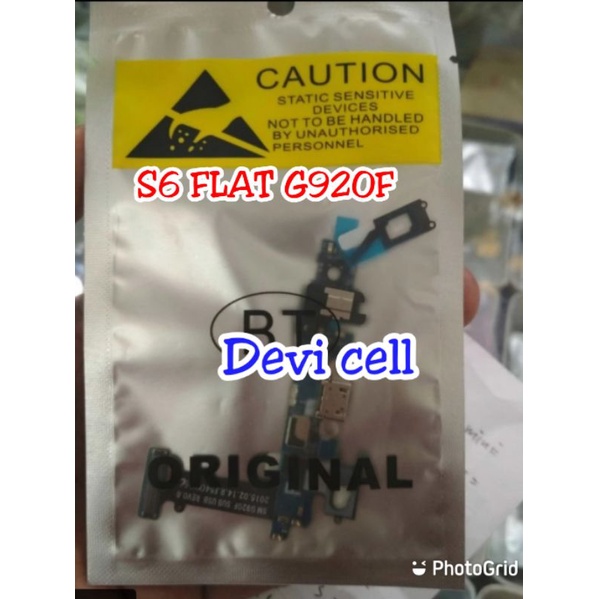 CAUTION
STATIC SENSITIVE
DEVICES
NOT TO BE HANDLED
BY UNAUTHORISED
PERSONNEL
S6 FLAT G920F
BT
Devi cell
ORIGINAL
PhotoGrid